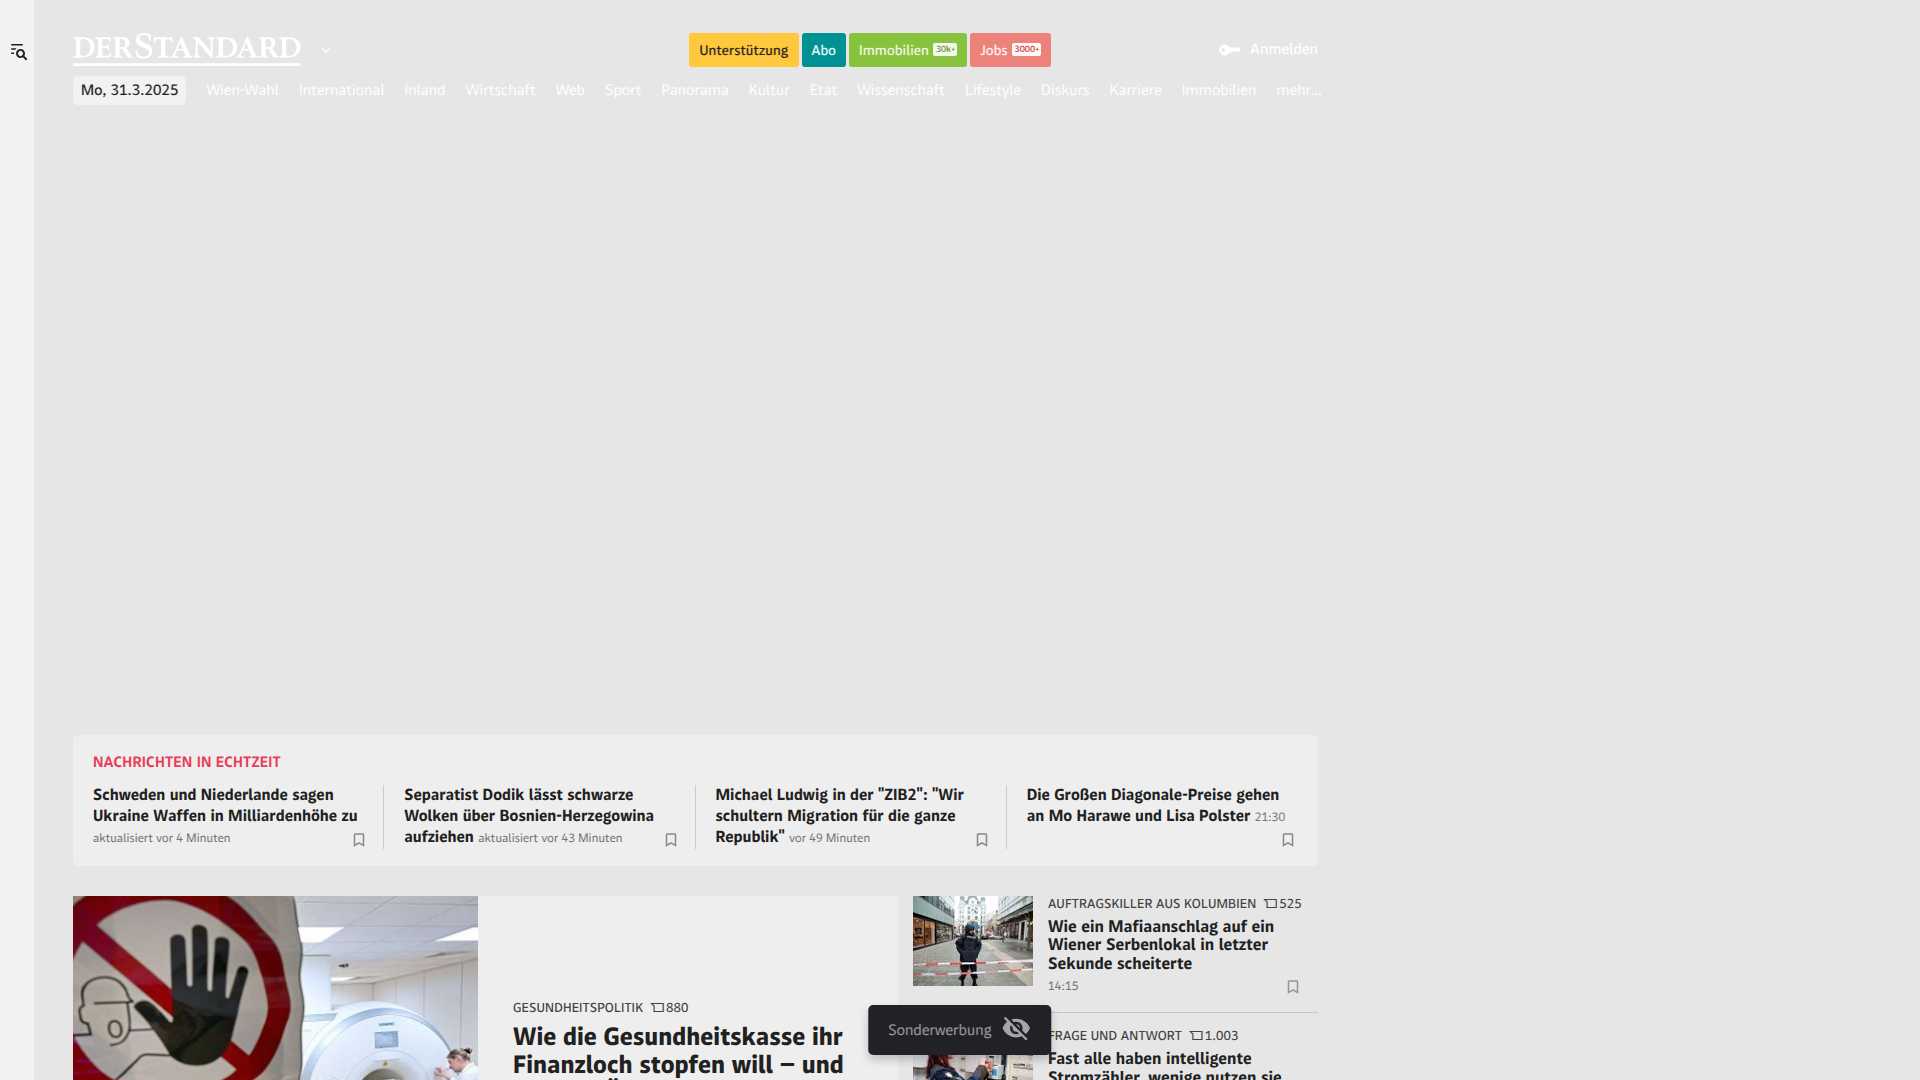 DERSTANDARD
Unterstützung
Abo
Immobilien 30k+
Jobs 3000+
Anmelden
Mo, 31.3.2025
Wien-Wahl
International
Inland
Wirtschaft
Web
Sport
Panorama
Kultur
Etat
Wissenschaft
Lifestyle
Diskurs
Karriere
Immobilien
mehr...
NACHRICHTEN IN ECHTZEIT
Schweden und Niederlande sagen
Ukraine Waffen in Milliardenhöhe zu
aktualisiert vor 4 Minuten
Separatist Dodik lässt schwarze
Wolken über Bosnien-Herzegowina
aufziehen aktualisiert vor 43 Minuten
Michael Ludwig in der "ZIB2": "Wir
schultern Migration für die ganze
Republik" vor 49 Minuten
Die Großen Diagonale-Preise gehen
an Mo Harawe und Lisa Polster 21:30
GESUNDHEITSPOLITIK 880
Wie die Gesundheitskasse ihr
Finanzloch stopfen will – und
AUFTRAGSKILLER AUS KOLUMBIEN 525
Wie ein Mafiaanschlag auf ein
Wiener Serbenlokal in letzter
Sekunde scheiterte
14:15
FRAGE UND ANTWORT 1.003
Fast alle haben intelligente
Stromzähler, wenige nutzen sie
Sonderwerbung